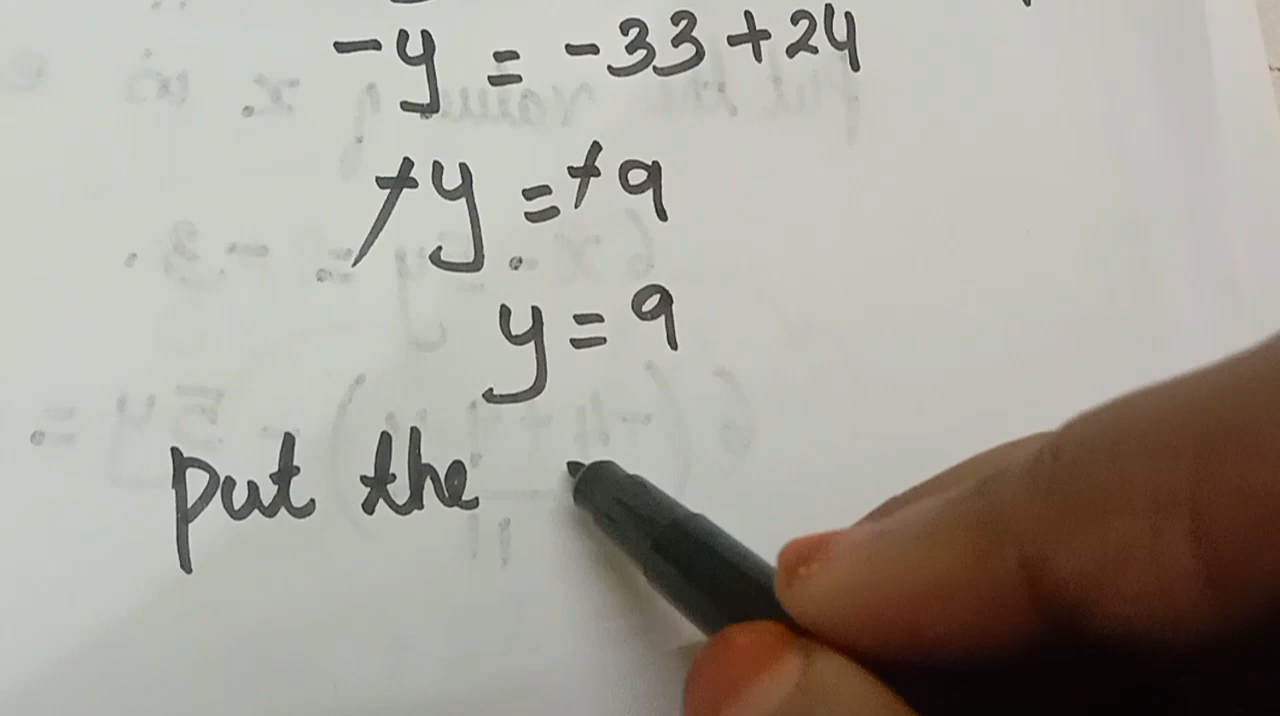 -y = -33 + 24
+y = +9
y = 9
put the